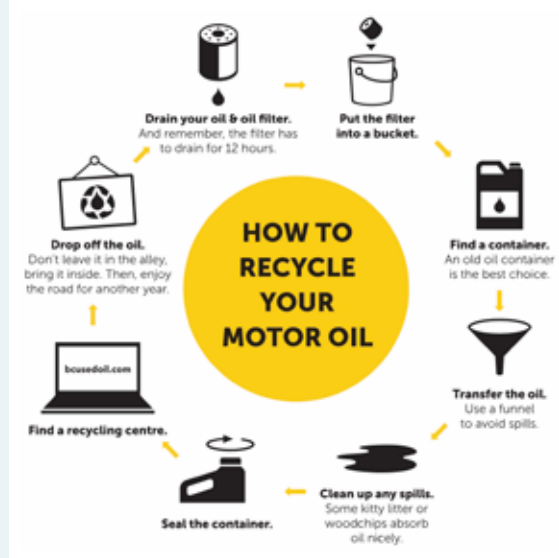 HOW TO
RECYCLE
YOUR
MOTOR OIL
Drain your oil & oil filter.
And remember, the filter has
to drain for 12 hours.
Put the filter
into a bucket.
Find a container.
An old oil container
is the best choice.
Transfer the oil.
Use a funnel
to avoid spills.
Clean up any spills.
Some kitty litter or
woodchips absorb
oil nicely.
Seal the container.
bcusedoil.com
Find a recycling centre.
Drop off the oil.
Don't leave it in the alley,
bring it inside. Then, enjoy
the road for another year.